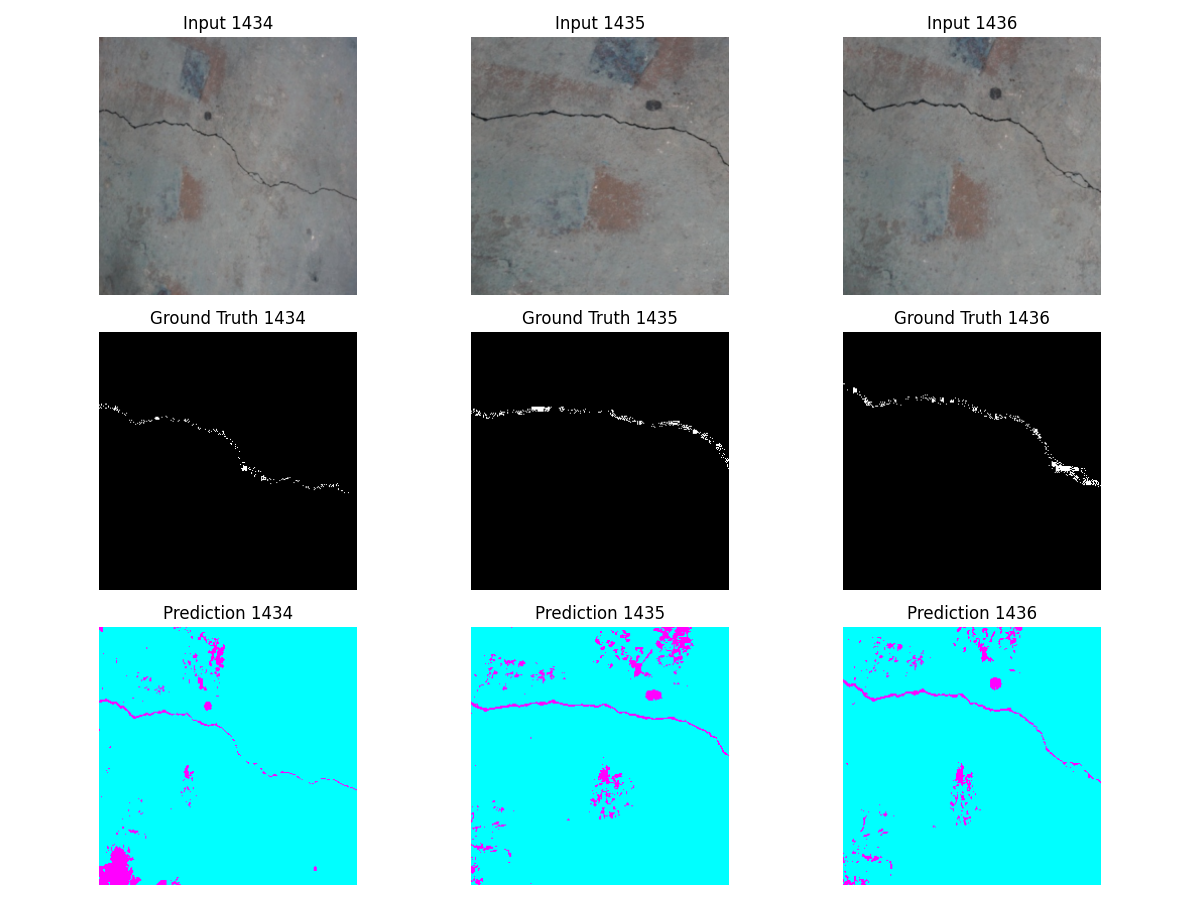 Input 1434
Input 1435
Input 1436
Ground Truth 1434
Ground Truth 1435
Ground Truth 1436
Prediction 1434
Prediction 1435
Prediction 1436